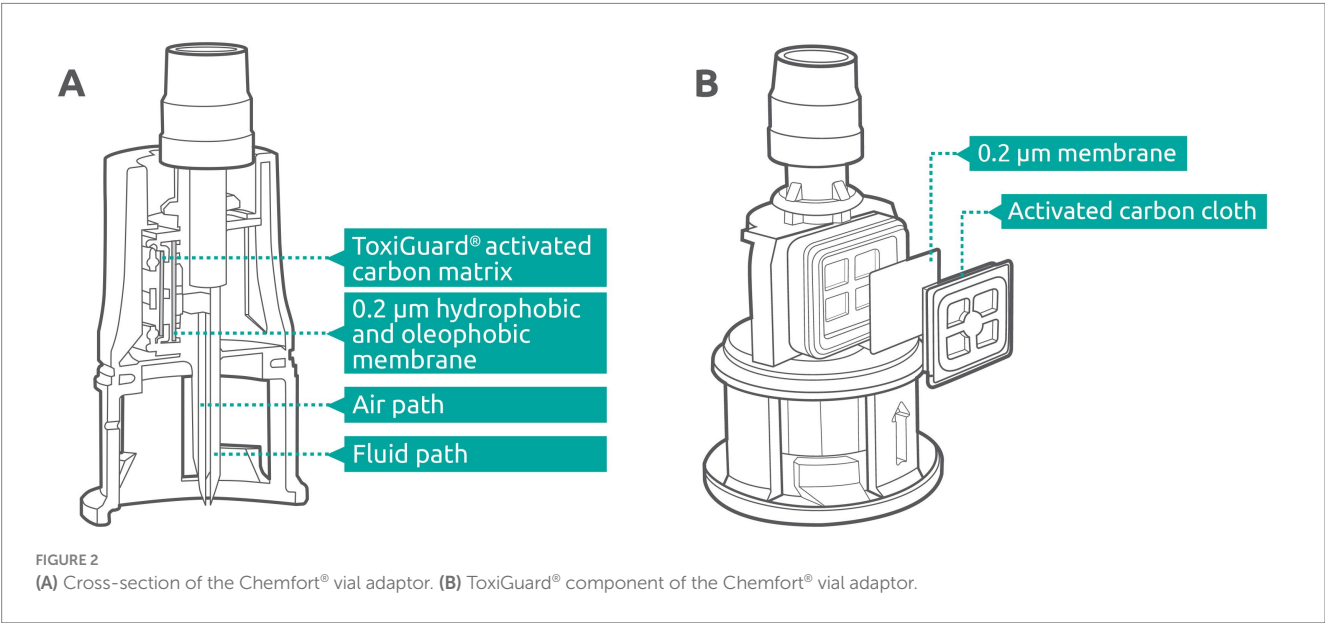 A
ToxiGuard® activated
carbon matrix
0.2 µm hydrophobic
and oleophobic
membrane
Air path
Fluid path
B
0.2 µm membrane
Activated carbon cloth
FIGURE 2
(A) Cross-section of the Chemfort® vial adaptor. (B) ToxiGuard® component of the Chemfort® vial adaptor.